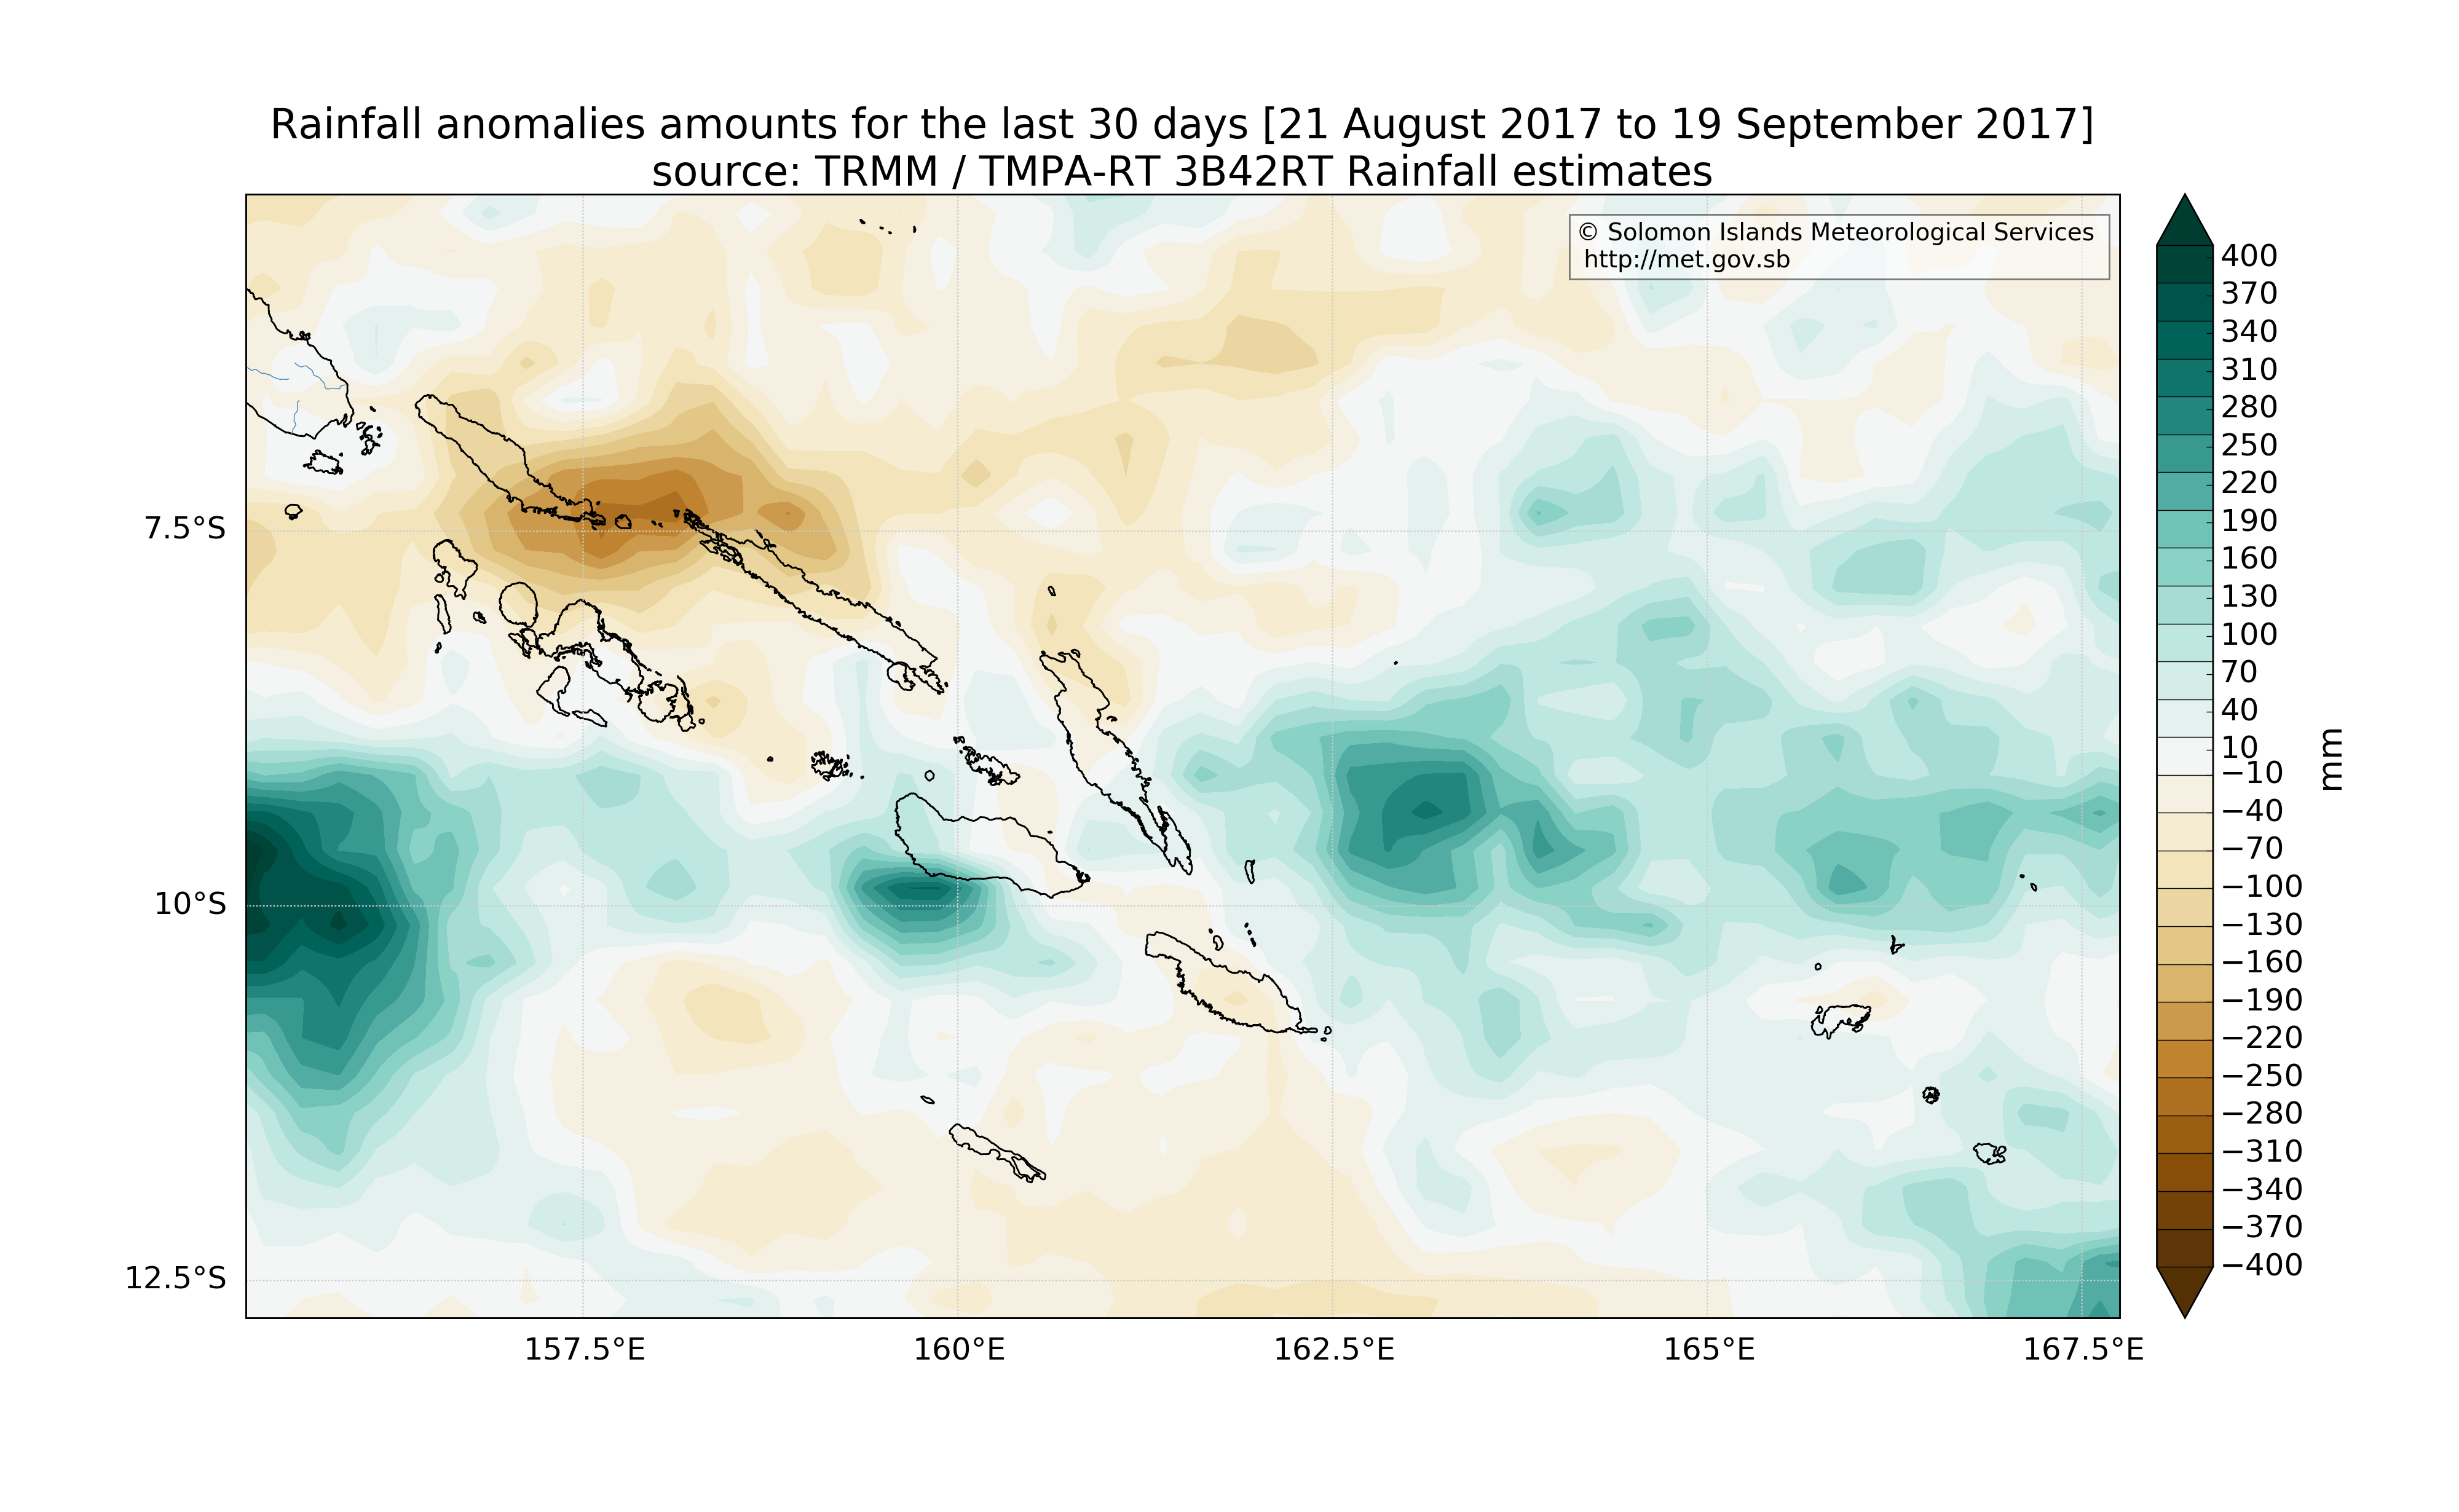 Rainfall anomalies amounts for the last 30 days [21 August 2017 to 19 September 2017]
source: TRMM / TMPA-RT 3B42RT Rainfall estimates
© Solomon Islands Meteorological Services
http://met.gov.sb
7.5°S
10°S
12.5°S
157.5°E
160°E
162.5°E
165°E
167.5°E
400
370
340
310
280
250
220
190
160
130
100
70
40
10
−10
−40
−70
−100
−130
−160
−190
−220
−250
−280
−310
−340
−370
−400
mm